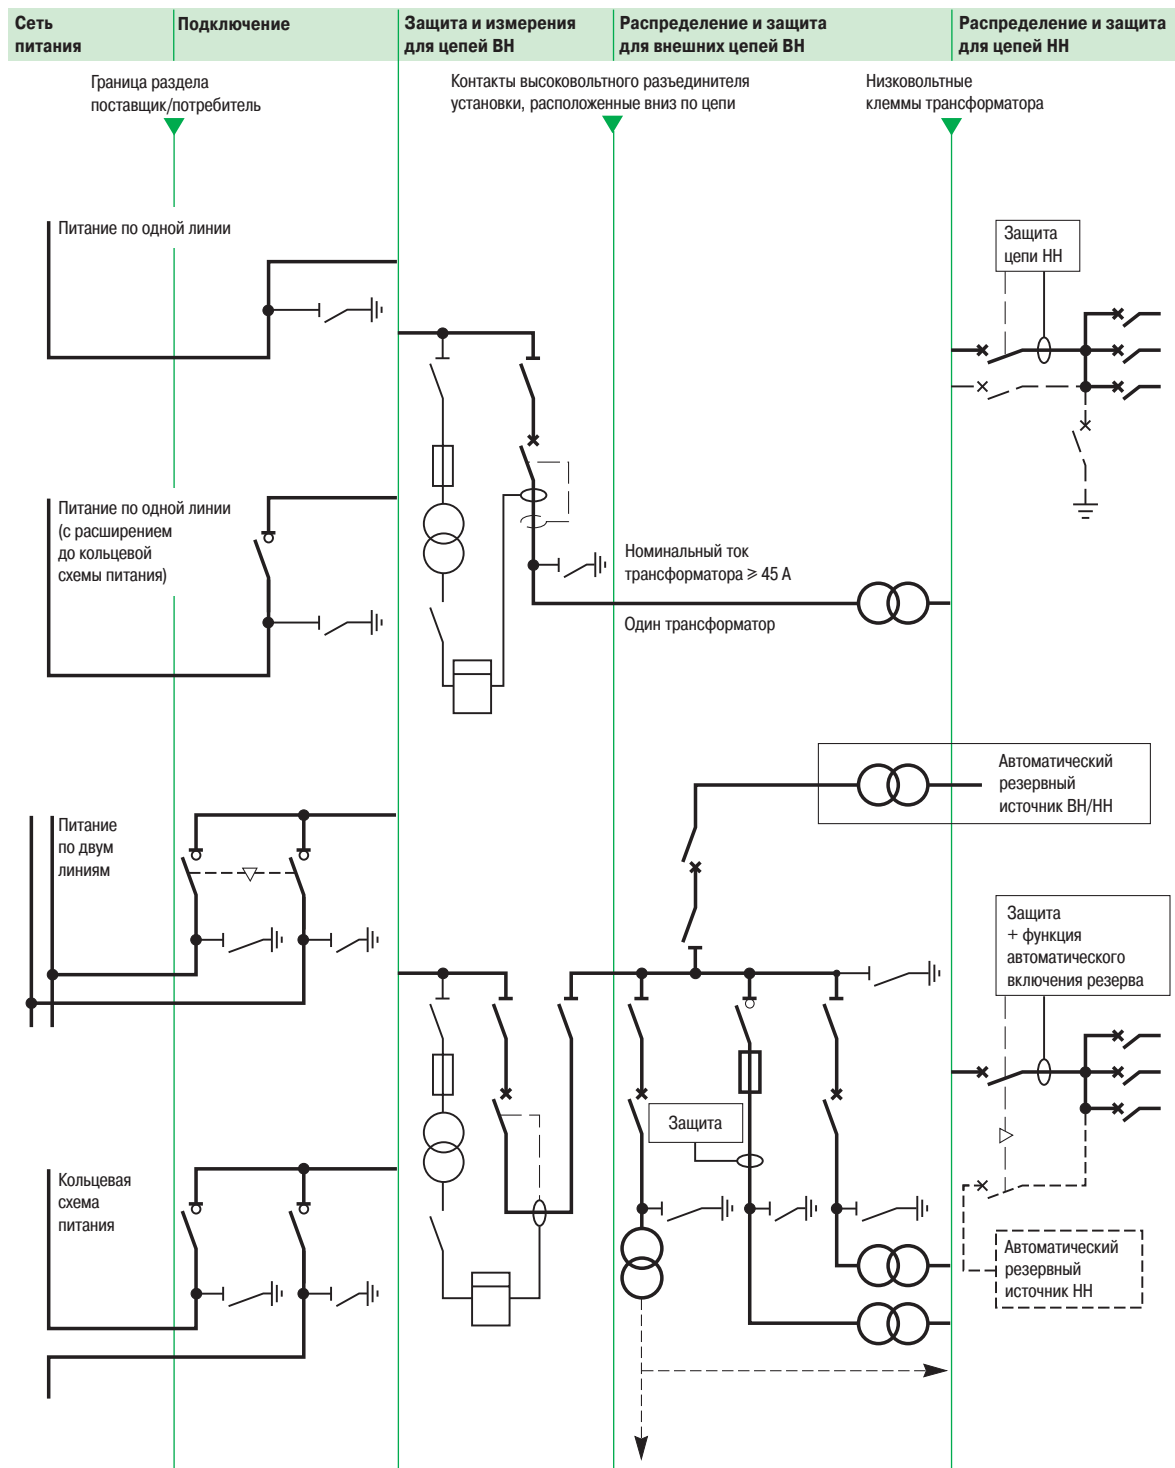 Сеть
питания
Подключение
Защита и измерения
для цепей ВН
Распределение и защита
для внешних цепей ВН
Распределение и защита
для цепей НН
Граница раздела
поставщик/потребитель
Контакты высоковольтного разъединителя
установки, расположенные вниз по цепи
Низковольтные
клеммы трансформатора
Питание по одной линии
Защита
цепи НН
Питание по одной линии
(с расширением
до кольцевой
схемы питания)
Номинальный ток
трансформатора ⩾ 45 А
Один трансформатор
Автоматический
резервный
источник ВН/НН
Питание
по двум
линиям
Защита
+ функция
автоматического
включения резерва
Защита
Кольцевая
схема
питания
Автоматический
резервный
источник НН